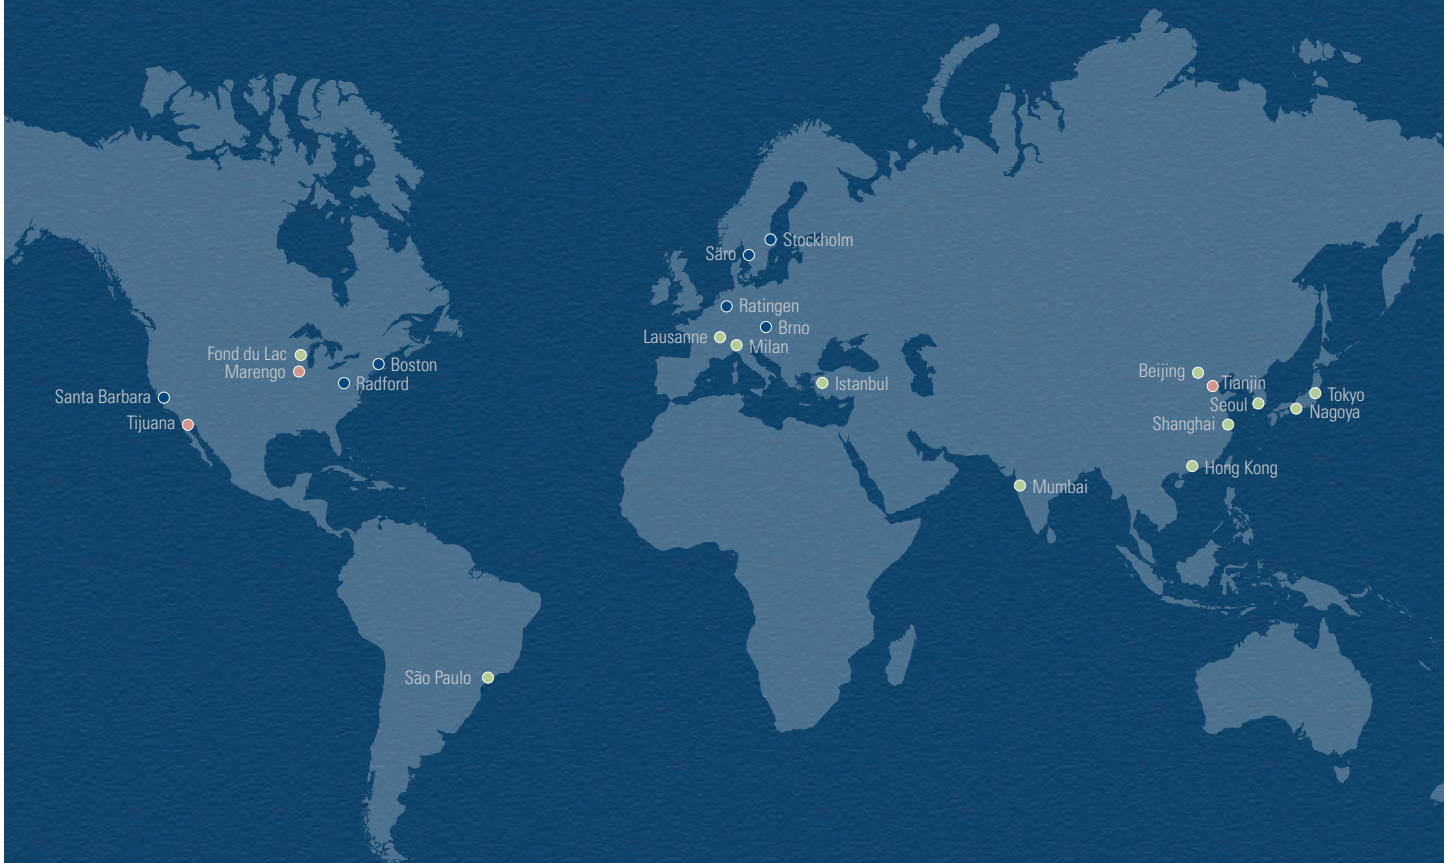 Stockholm
Säro
Ratingen
Brno
Lausanne
Milan
Fond du Lac
Boston
Marengo
Radford
Istanbul
Beijing
Tianjin
Santa Barbara
Tokyo
Seoul
Nagoya
Tijuana
Shanghai
Hong Kong
Mumbai
São Paulo